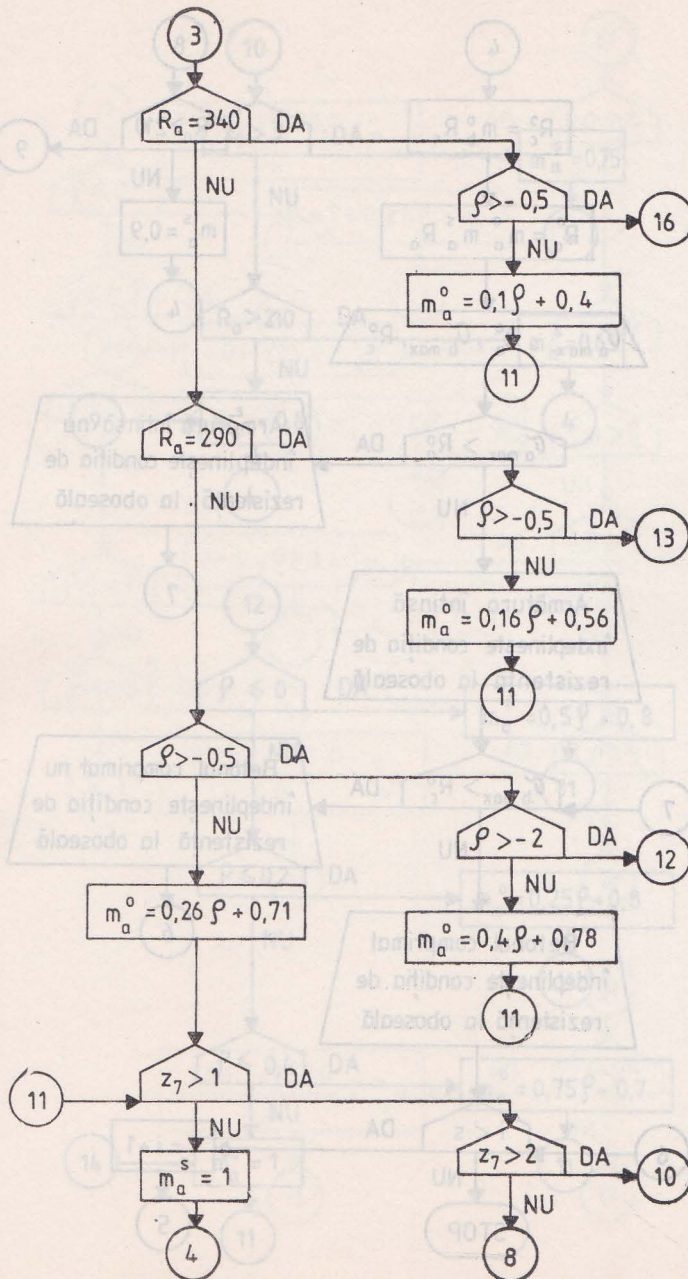 3
R_a = 340
DA
NU
ρ > -0,5
DA
16
NU
m_a^o = 0,1 ρ + 0,4
11
R_a = 290
DA
NU
ρ > -0,5
DA
13
NU
m_a^o = 0,16 ρ + 0,56
11
ρ > -0,5
DA
NU
ρ > -2
DA
12
NU
m_a^o = 0,26 ρ + 0,71
m_a^o = 0,4 ρ + 0,78
11
11
z_7 > 1
DA
NU
m_a^s = 1
4
z_7 > 2
DA
10
NU
8